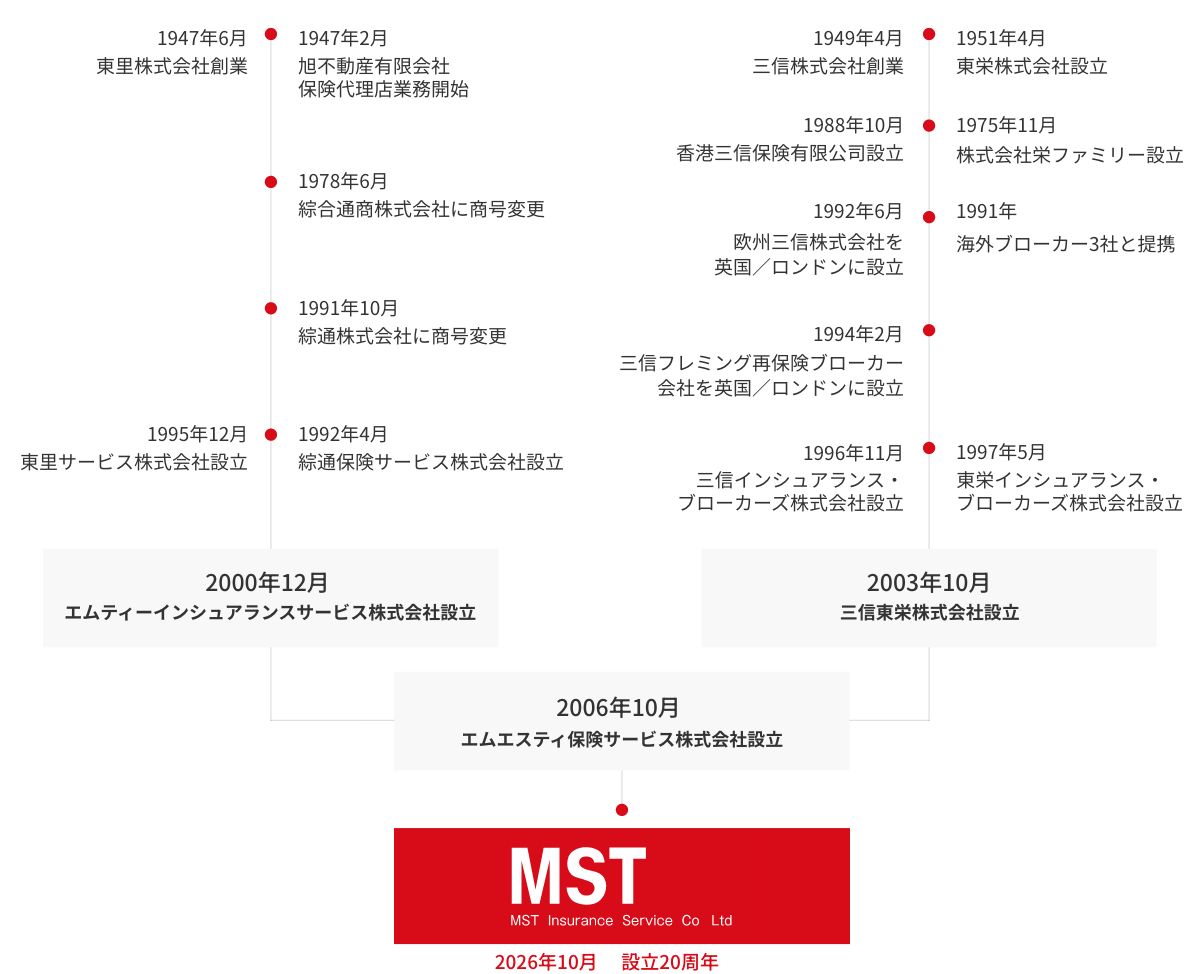 1947年6月
東里株式会社創業
1947年2月
旭不動産有限会社
保険代理店業務開始
1978年6月
綜合通商株式会社に商号変更
1991年10月
綜通株式会社に商号変更
1995年12月
東里サービス株式会社設立
1992年4月
綜通保険サービス株式会社設立
2000年12月
エムティーインシュアランスサービス株式会社設立
1949年4月
三信株式会社創業
1951年4月
東栄株式会社設立
1988年10月
香港三信保険有限公司設立
1975年11月
株式会社栄ファミリー設立
1992年6月
欧州三信株式会社を
英国／ロンドンに設立
1991年
海外ブローカー3社と提携
1994年2月
三信フレミング再保険ブローカー
会社を英国／ロンドンに設立
1996年11月
三信インシュアランス・
ブローカーズ株式会社設立
1997年5月
東栄インシュアランス・
ブローカーズ株式会社設立
2003年10月
三信東栄株式会社設立
2006年10月
エムエスティ保険サービス株式会社設立
MST
MST Insurance Service Co Ltd
2026年10月 設立20周年